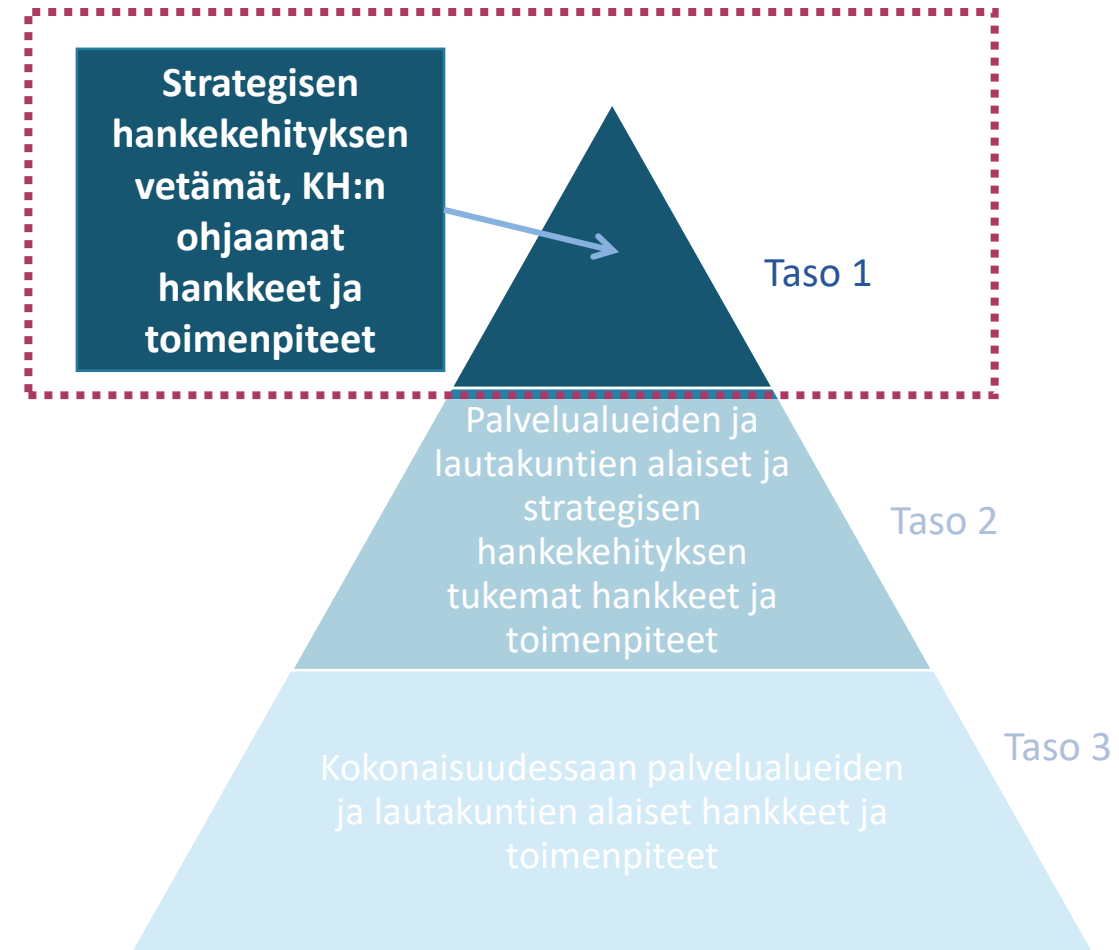 Strategisen
hankekehityksen
vetämät, KH:n
ohjaamat
hankkeet ja
toimenpiteet
Taso 1
Palvelualueiden ja
lautakuntien alaiset ja
strategisen
hankekehityksen
tukemat hankkeet ja
toimenpiteet
Taso 2
Kokonaisuudessaan palvelualueiden
ja lautakuntien alaiset hankkeet ja
toimenpiteet
Taso 3